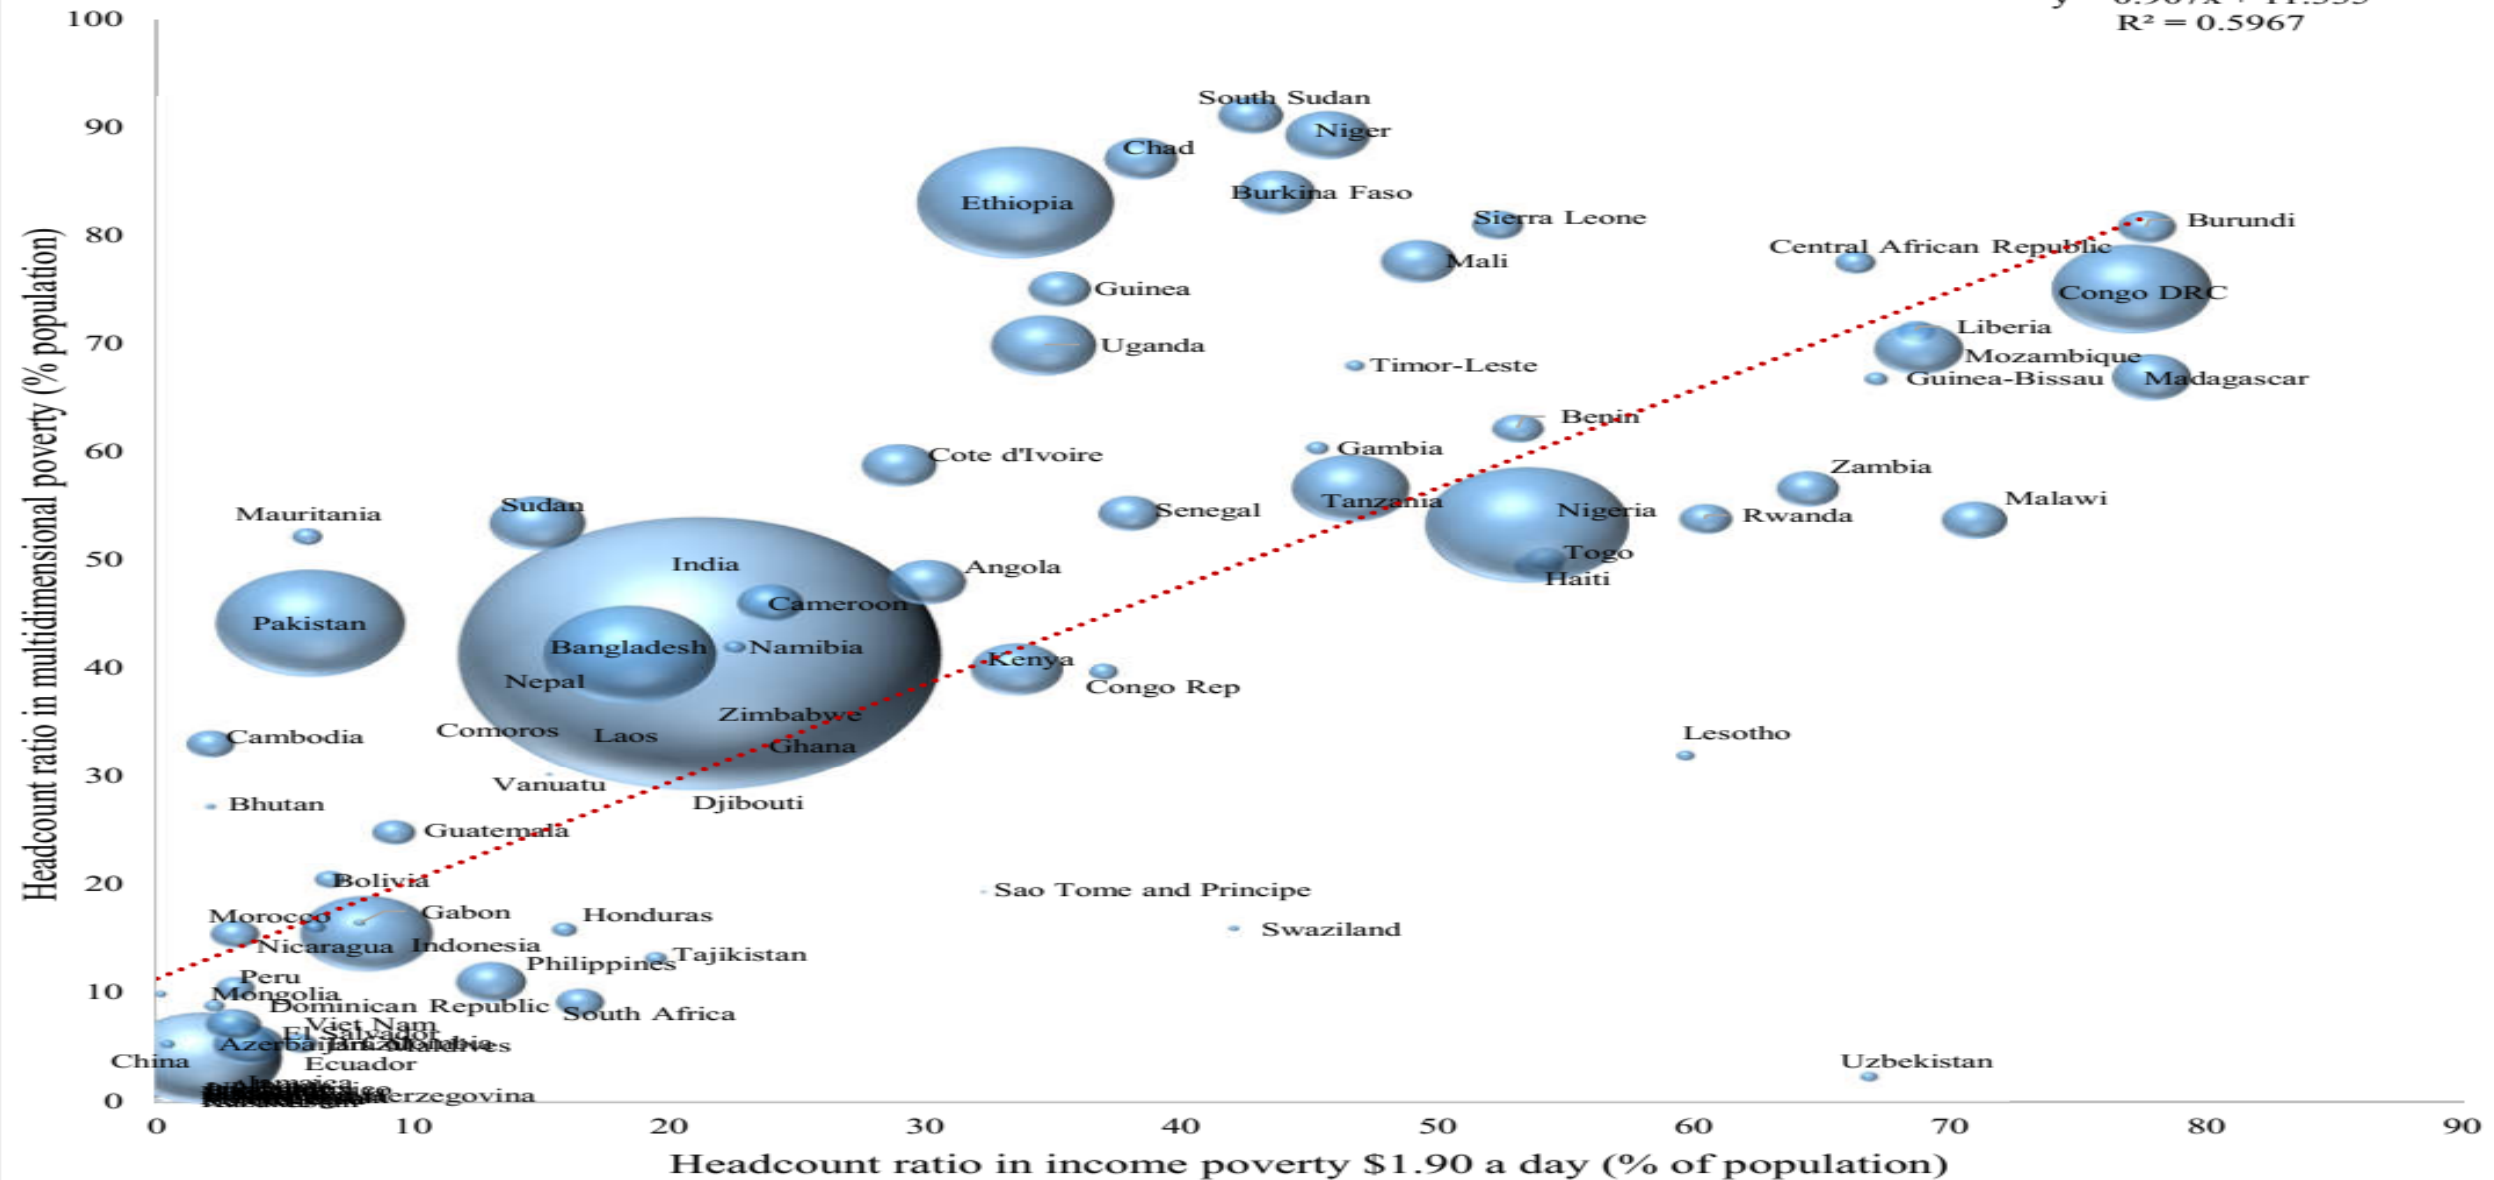 100
R² = 0.5967
South Sudan
90
Niger
Chad
Burkina Faso
Ethiopia
Sierra Leone
Burundi
80
Central African Republic
Mali
Guinea
Congo DRC
Liberia
70
Uganda
Mozambique
Timor-Leste
Guinea-Bissau
Madagascar
Benin
60
Gambia
Cote d'Ivoire
Zambia
Tanzania
Malawi
Sudan
Senegal
Nigeria
Mauritania
Rwanda
50
Togo
India
Angola
Haiti
Cameroon
Pakistan
Bangladesh
Namibia
40
Kenya
Nepal
Congo Rep
Zimbabwe
Comoros
Laos
Lesotho
Cambodia
Ghana
30
Vanuatu
Djibouti
Bhutan
Guatemala
20
Bolivia
Sao Tome and Principe
Morocco
Gabon
Honduras
Swaziland
Nicaragua
Indonesia
Tajikistan
Philippines
Peru
10
Mongolia
Dominican Republic
South Africa
Viet Nam
El Salvador
Azerbaijan
Maldives
China
Ecuador
Uzbekistan
Jamaica
0
Headcount ratio in multidimensional poverty (% population)
0 10 20 30 40 50 60 70 80 90
Headcount ratio in income poverty $1.90 a day (% of population)